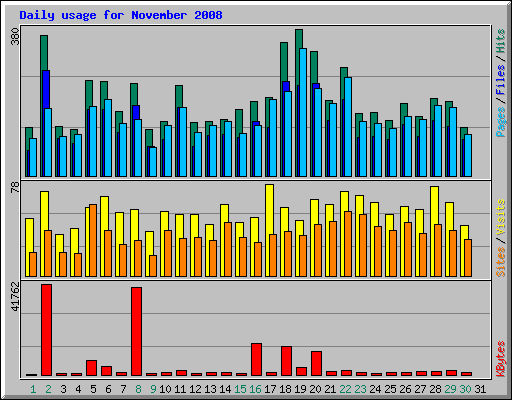 Daily usage for November 2008
380
Pages / Files / Hits
78
Sites / Visits
41762
KBytes
1 2 3 4 5 6 7 8 9 10 11 12 13 14 15 16 17 18 19 20 21 22 23 24 25 26 27 28 29 30 31